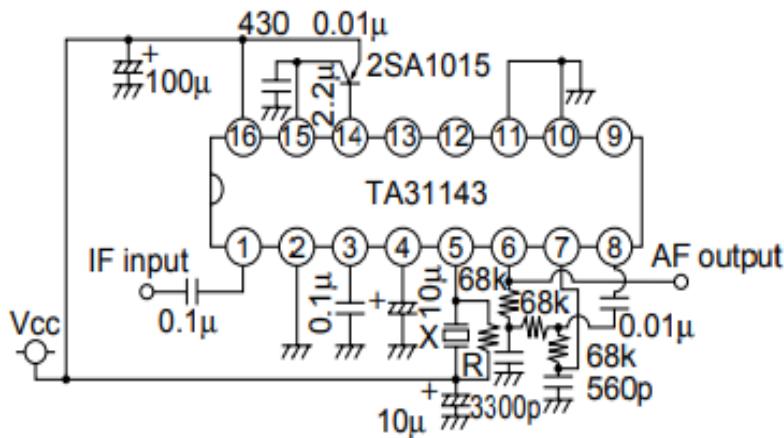 430 0.01μ
2SA1015
100μ
2.2μ
16 15 14 13 12 11 10 9
TA31143
1 2 3 4 5 6 7 8
IF input
AF output
0.1μ
0.1μ
+
10μ
68k
68k
0.01μ
Vcc
X
R
68k
+
10μ
3300p
560p
+